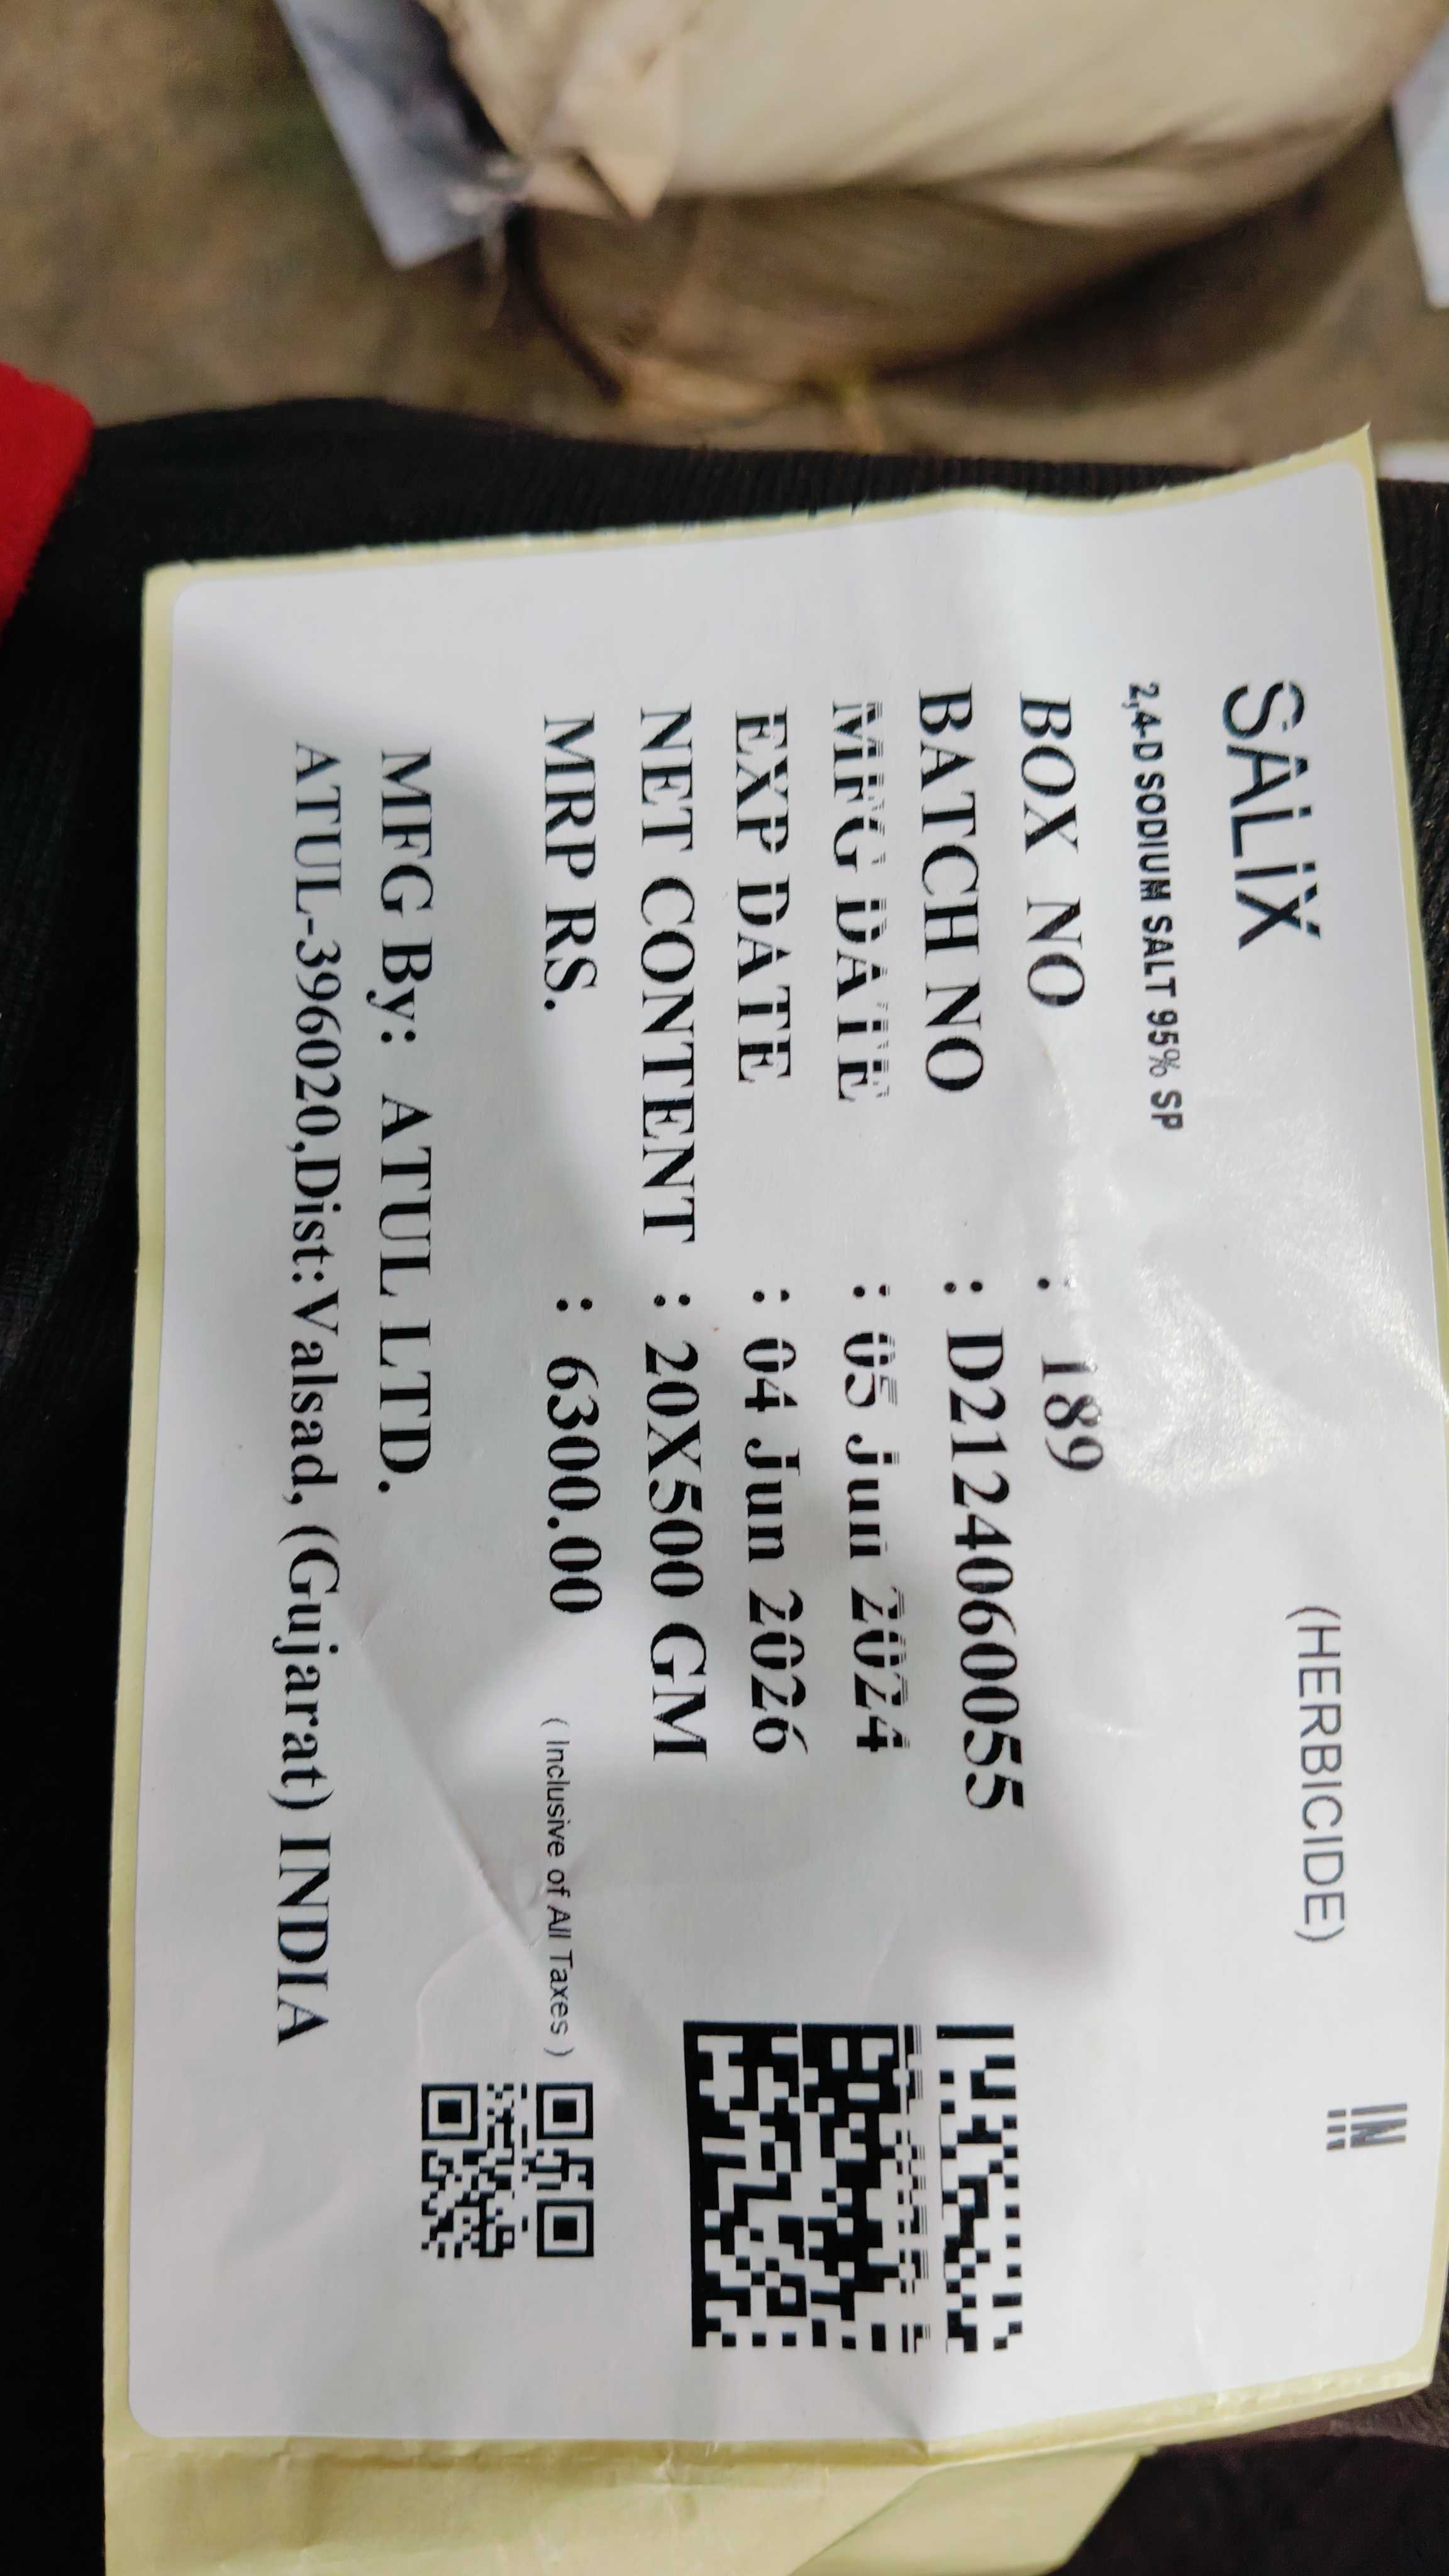 SALIX (HERBICIDE) IN
2,4-D SODIUM SALT 95% SP
BOX NO : 189
BATCH NO : D2124060055
MFG DATE : 05 Jun 2024
EXP DATE : 04 Jun 2026
NET CONTENT : 20X500 GM
MRP RS. : 6300.00 ( Inclusive of All Taxes )
MFG By: ATUL LTD.
ATUL-396020,Dist:Valsad, (Gujarat) INDIA